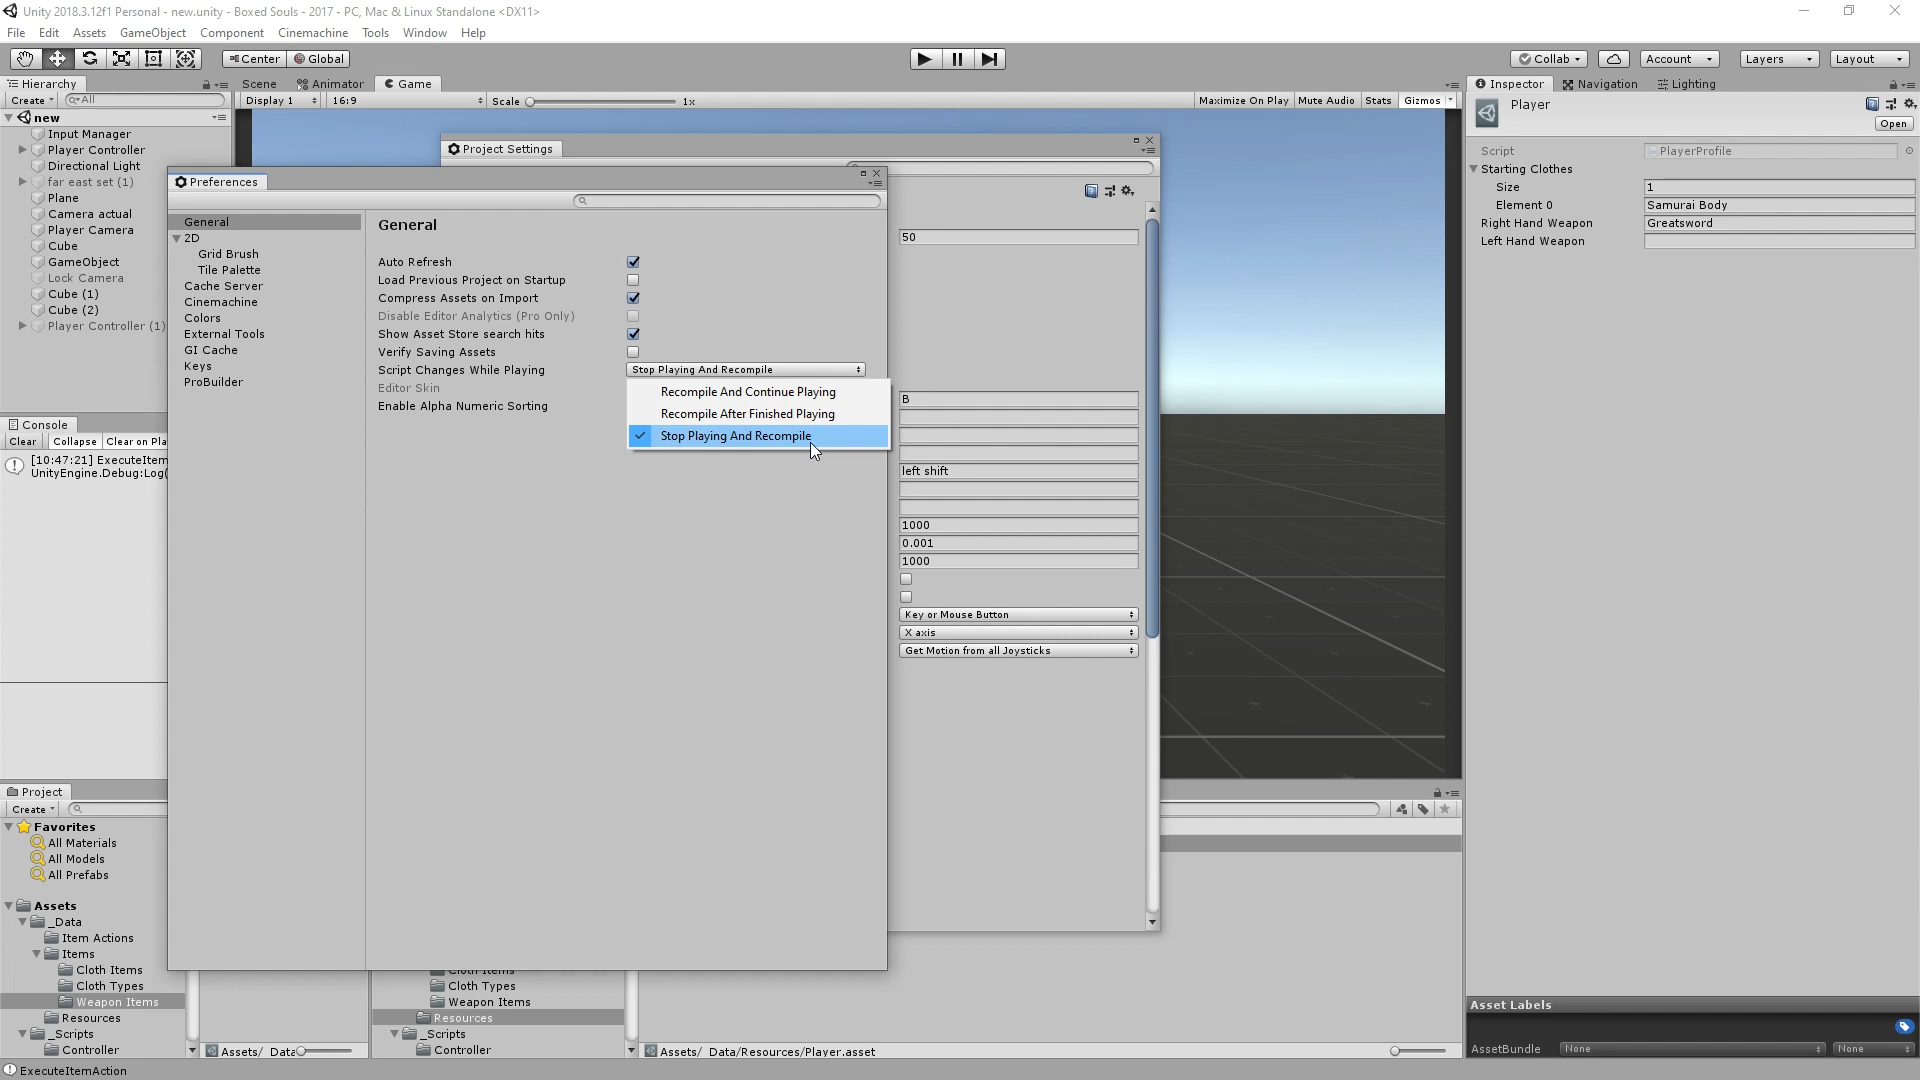 Unity 2018.3.12f1 Personal - new.unity - Boxed Souls - 2017 - PC, Mac & Linux Standalone <DX11>
File Edit Assets GameObject Component Cinemachine Tools Window Help
Center Global Collab Account Layers Layout
Hierarchy Scene Animator Game Inspector Navigation Lighting
Create All Display 1 16:9 Scale 1x Maximize On Play Mute Audio Stats Gizmos
Player
Open
new
Input Manager
Player Controller
Directional Light
far east set (1)
Plane
Camera actual
Player Camera
Cube
GameObject
Lock Camera
Cube (1)
Cube (2)
Player Controller (1)
Script PlayerProfile
Starting Clothes
Size 1
Element 0 Samurai Body
Right Hand Weapon Greatsword
Left Hand Weapon
Project Settings
Preferences
General
2D
Grid Brush
Tile Palette
Cache Server
Cinemachine
Colors
External Tools
GI Cache
Keys
ProBuilder
General
Auto Refresh
Load Previous Project on Startup
Compress Assets on Import
Disable Editor Analytics (Pro Only)
Show Asset Store search hits
Verify Saving Assets
Script Changes While Playing Stop Playing And Recompile
Editor Skin
Enable Alpha Numeric Sorting
Recompile And Continue Playing
Recompile After Finished Playing
Stop Playing And Recompile
50
B
left shift
1000
0.001
1000
Key or Mouse Button
X axis
Get Motion from all Joysticks
Console
Clear Collapse Clear on Pla
[10:47:21] ExecuteItem
UnityEngine.Debug:Log(
Project
Create
Favorites
All Materials
All Models
All Prefabs
Assets
_Data
Item Actions
Items
Cloth Items
Cloth Types
Weapon Items
Resources
_Scripts
Controller
Cloth Items
Cloth Types
Weapon Items
Resources
_Scripts
Controller
Assets/_Data
Assets/_Data/Resources/Player.asset
Asset Labels
AssetBundle None None
ExecuteItemAction